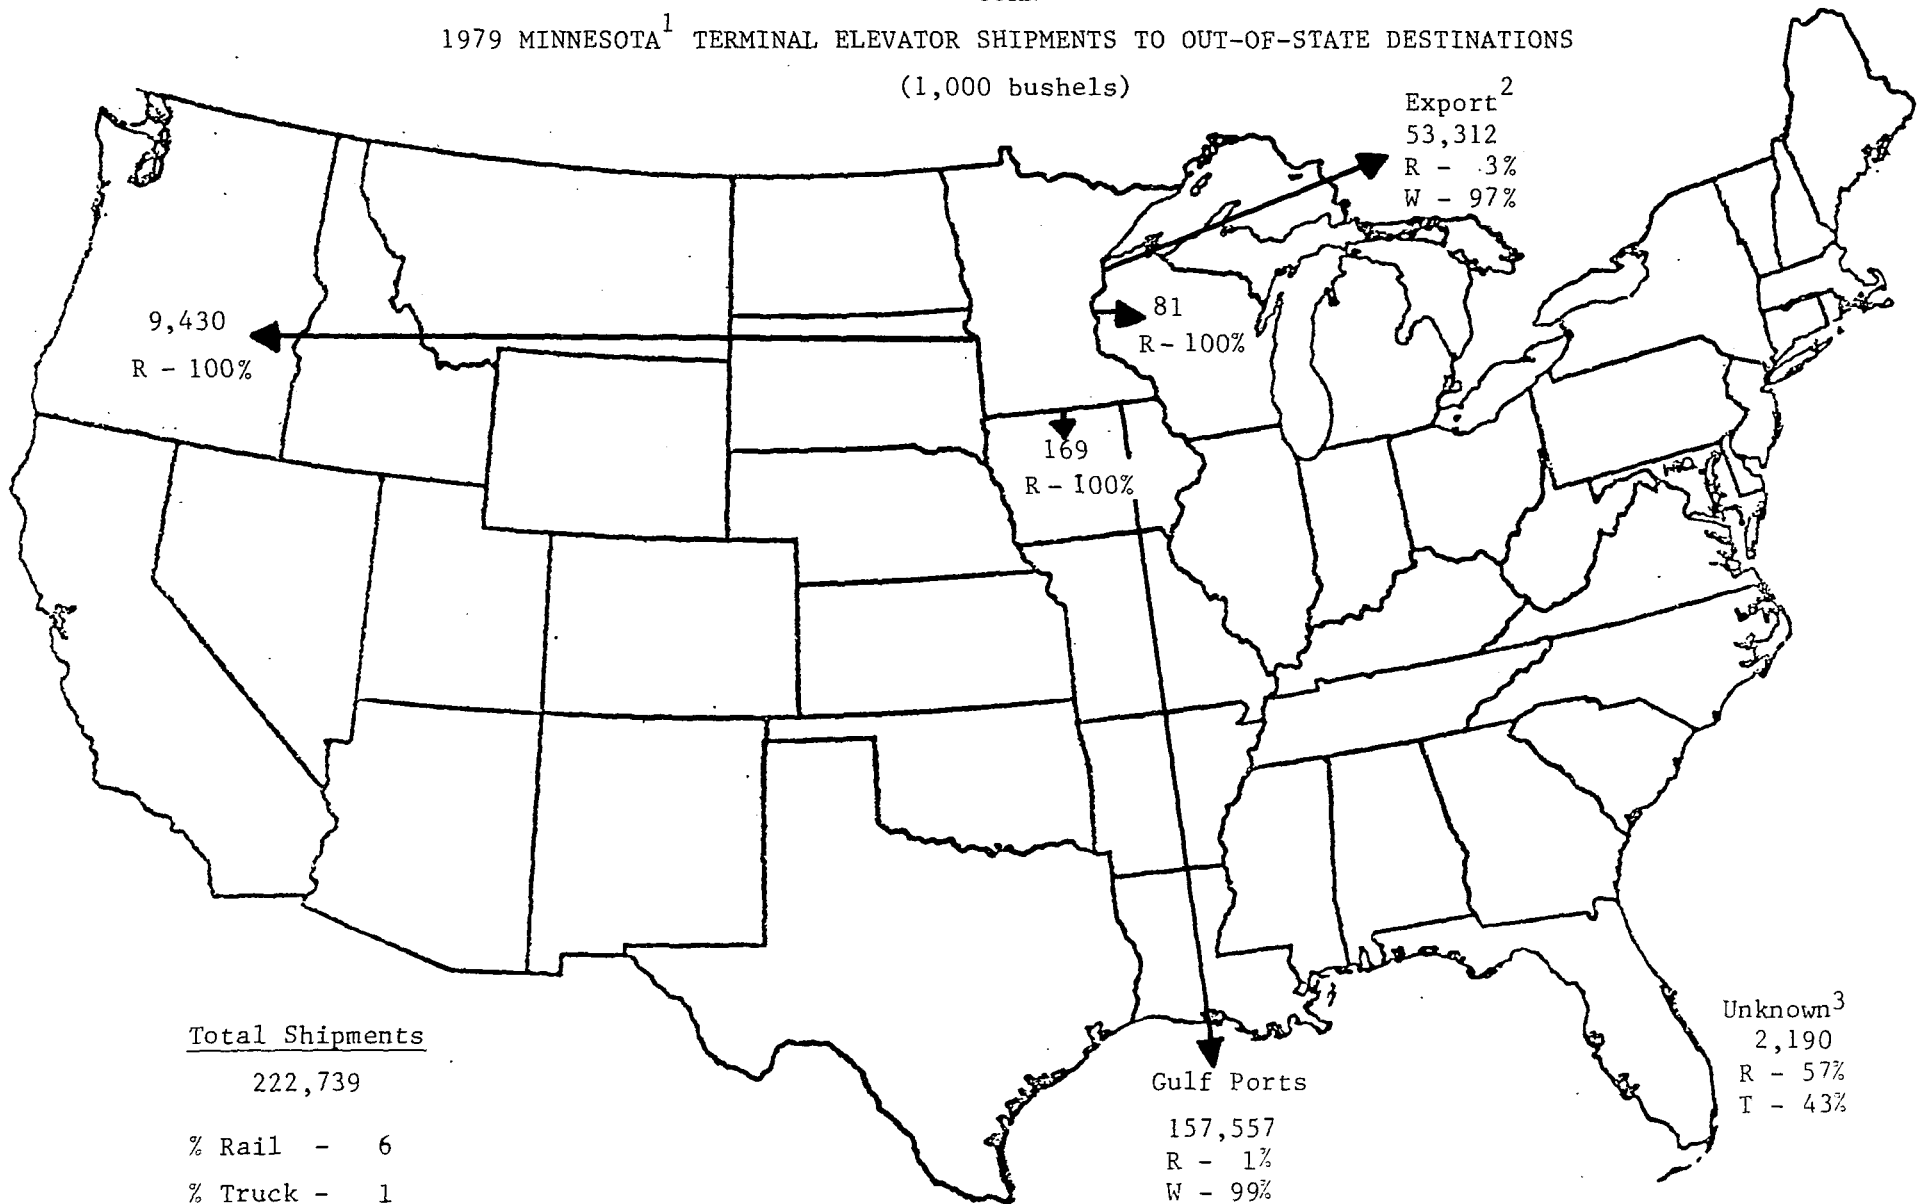 1979 MINNESOTA1 TERMINAL ELEVATOR SHIPMENTS TO OUT-OF-STATE DESTINATIONS
(1,000 bushels)
Export2
53,312
R - 3%
W - 97%
9,430
R - 100%
81
R - 100%
169
R - 100%
Total Shipments
222,739
% Rail - 6
% Truck - 1
Gulf Ports
157,557
R - 1%
W - 99%
Unknown3
2,190
R - 57%
T - 43%